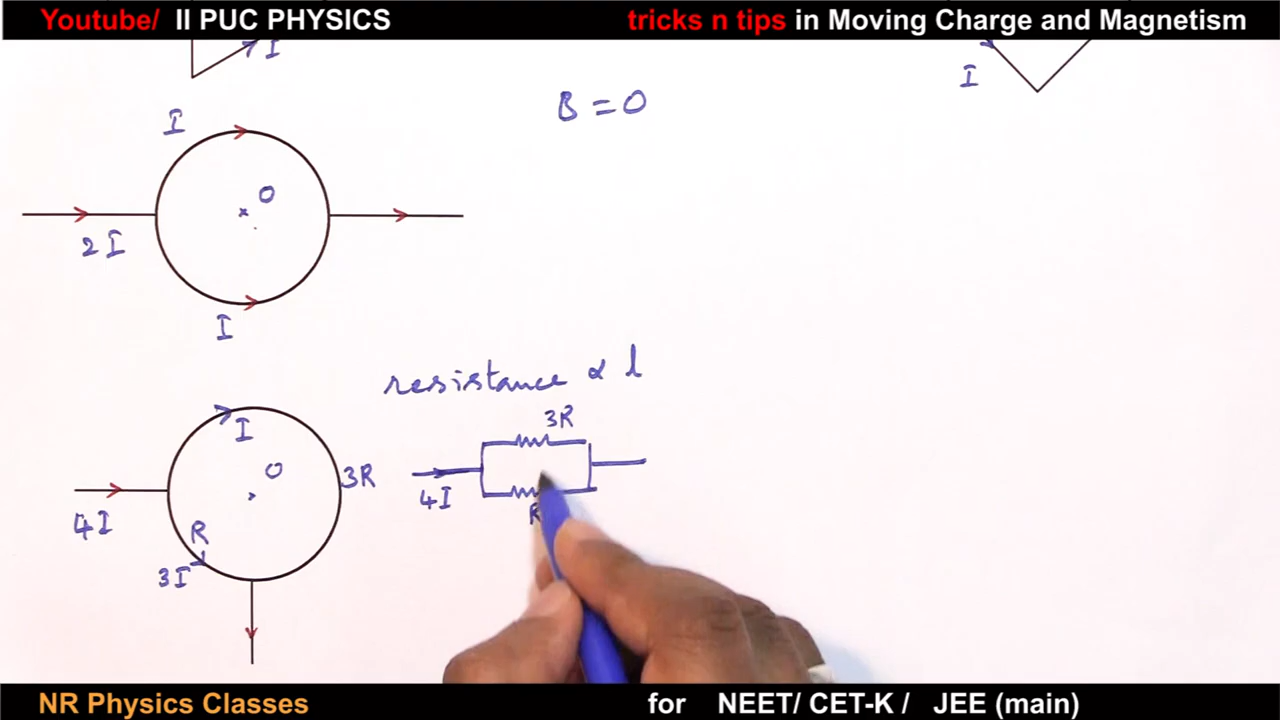 Youtube/ II PUC PHYSICS
tricks n tips in Moving Charge and Magnetism
I
I
B = 0
I
O
2I
I
resistance ∝ l
I
O
3R
4I
R
3I
3R
4I
R
NR Physics Classes
for NEET/ CET-K / JEE (main)